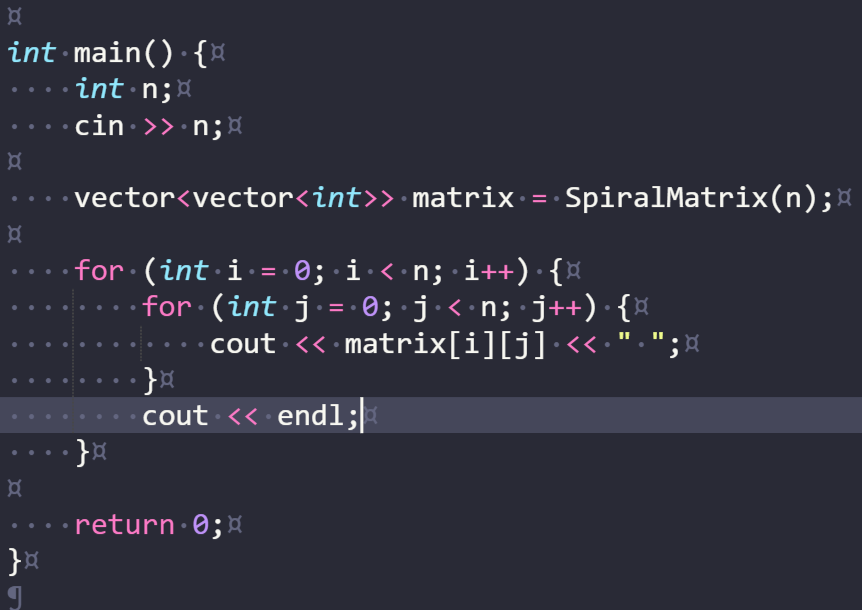 int main() {
    int n;
    cin >> n;

    vector<vector<int>> matrix = SpiralMatrix(n);

    for (int i = 0; i < n; i++) {
        for (int j = 0; j < n; j++) {
            cout << matrix[i][j] << " ";
        }
        cout << endl;
    }

    return 0;
}